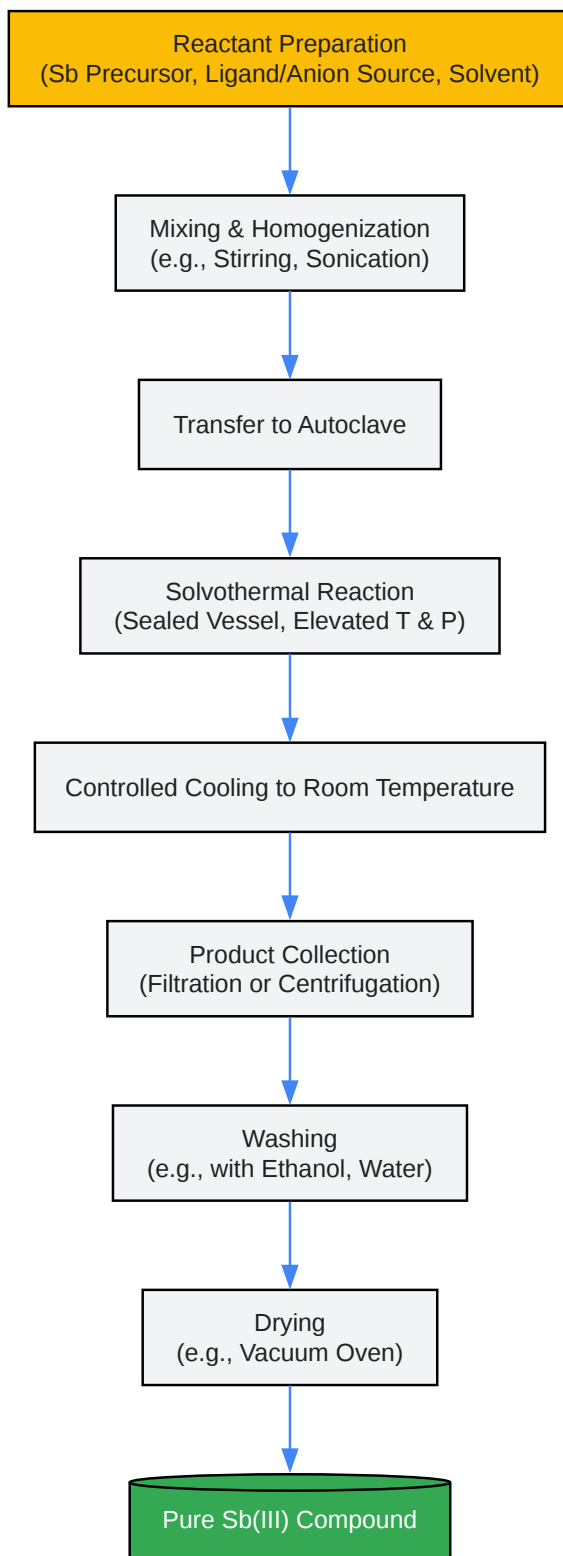 Reactant Preparation
(Sb Precursor, Ligand/Anion Source, Solvent)
Mixing & Homogenization
(e.g., Stirring, Sonication)
Transfer to Autoclave
Solvothermal Reaction
(Sealed Vessel, Elevated T & P)
Controlled Cooling to Room Temperature
Product Collection
(Filtration or Centrifugation)
Washing
(e.g., with Ethanol, Water)
Drying
(e.g., Vacuum Oven)
Pure Sb(III) Compound